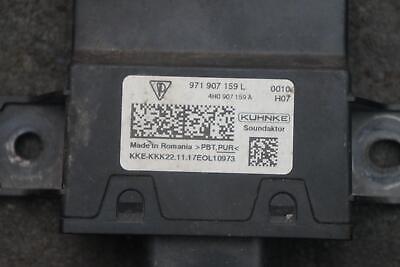 971 907 159 L
0010
4H0 907 159 A
H07
KUHNKE
Soundaktor
Made in Romania >PBT,PUR<
KKE-KKK22.11.17EOL10973